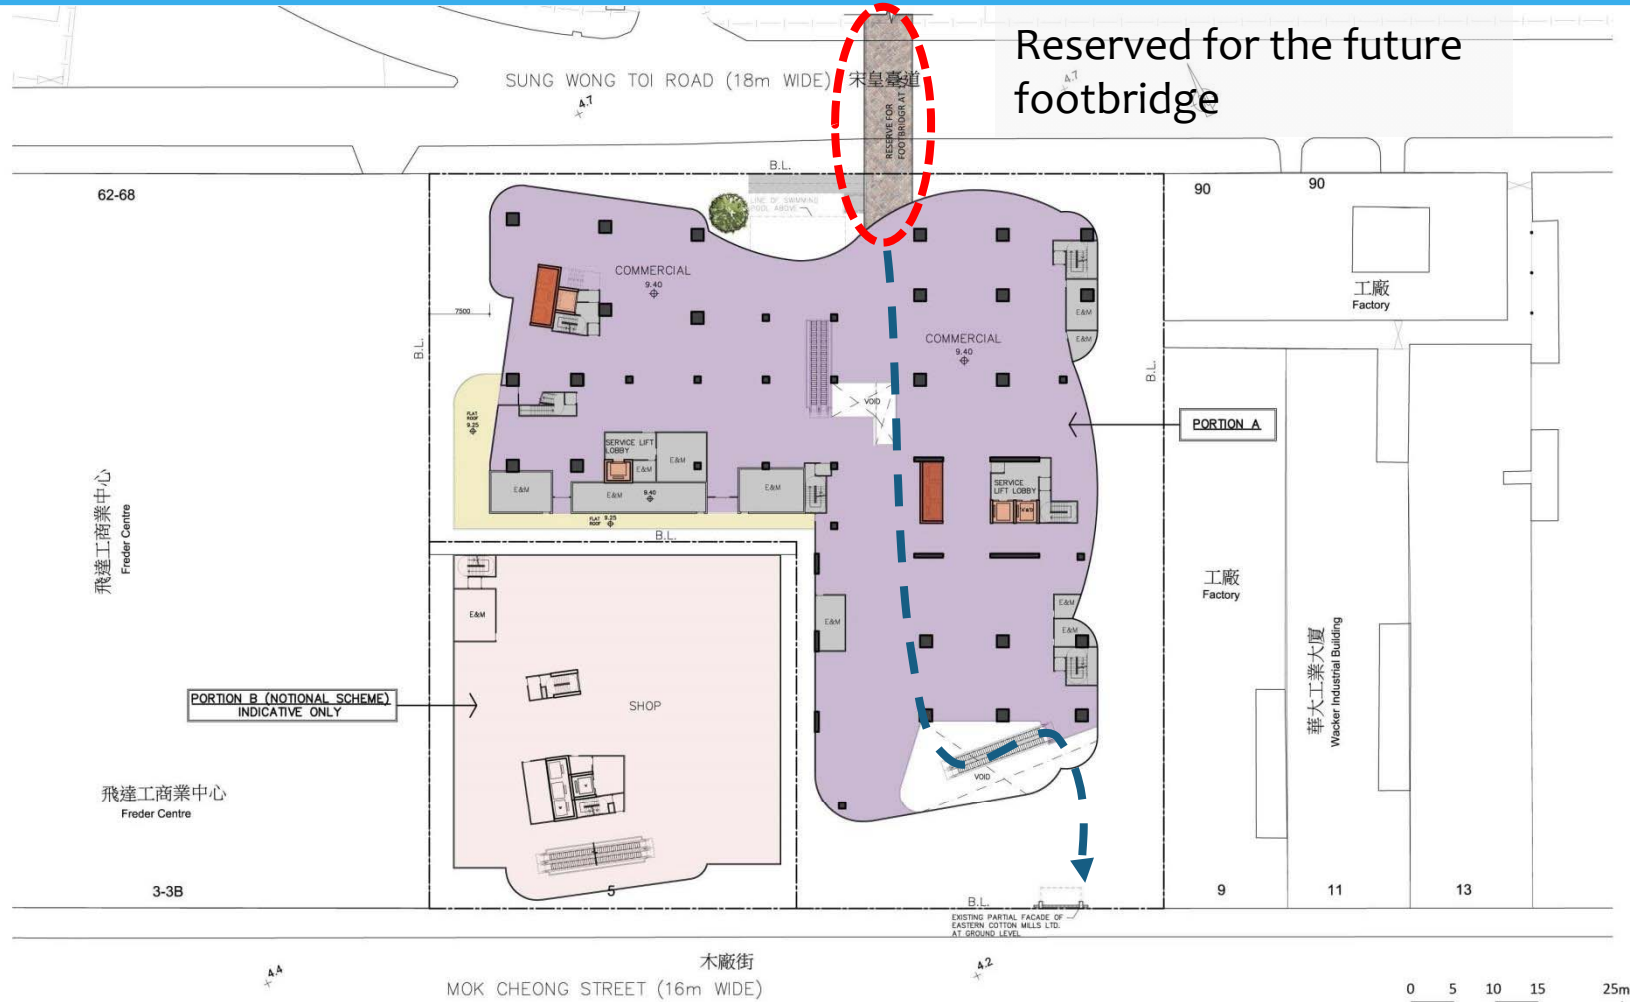 Reserved for the future
footbridge
SUNG WONG TOI ROAD (18m WIDE) 宋皇臺道
4.7
4.7
RESERVE FOR
FOOTBRIDGR AT
B.L.
LINE OF SWIMMING
POOL ABOVE
62-68
90
90
COMMERCIAL
9.40
7500
E&M
E&M
COMMERCIAL
9.40
工廠
Factory
B.L.
B.L.
VOID
FLAT
ROOF
9.25
PORTION A
SERVICE LIFT
LOBBY
E&M
E&M
E&M
E&M
9.40
E&M
SERVICE
LIFT LOBBY
FLAT
ROOF
9.25
B.L.
飛達工商業中心
Freder Centre
E&M
E&M
E&M
E&M
工廠
Factory
華大工業大廈
Wacker Industrial Building
PORTION B (NOTIONAL SCHEME)
INDICATIVE ONLY
SHOP
VOID
飛達工商業中心
Freder Centre
3-3B
5
9
11
13
B.L.
EXISTING PARTIAL FACADE OF
EASTERN COTTON MILLS LTD.
AT GROUND LEVEL
木廠街
4.4
4.2
MOK CHEONG STREET (16m WIDE)
0 5 10 15 25m